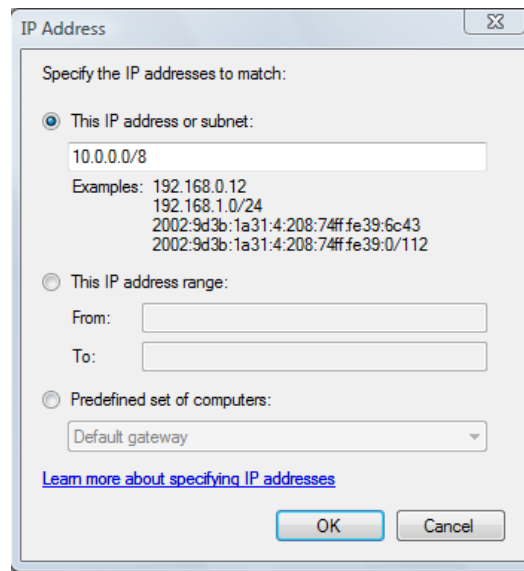 IP Address
Specify the IP addresses to match:
This IP address or subnet:
10.0.0.0/8
Examples: 192.168.0.12
192.168.1.0/24
2002:9d3b:1a31:4:208:74ff:fe39:6c43
2002:9d3b:1a31:4:208:74ff:fe39:0/112
This IP address range:
From:
To:
Predefined set of computers:
Default gateway
Learn more about specifying IP addresses
OK Cancel